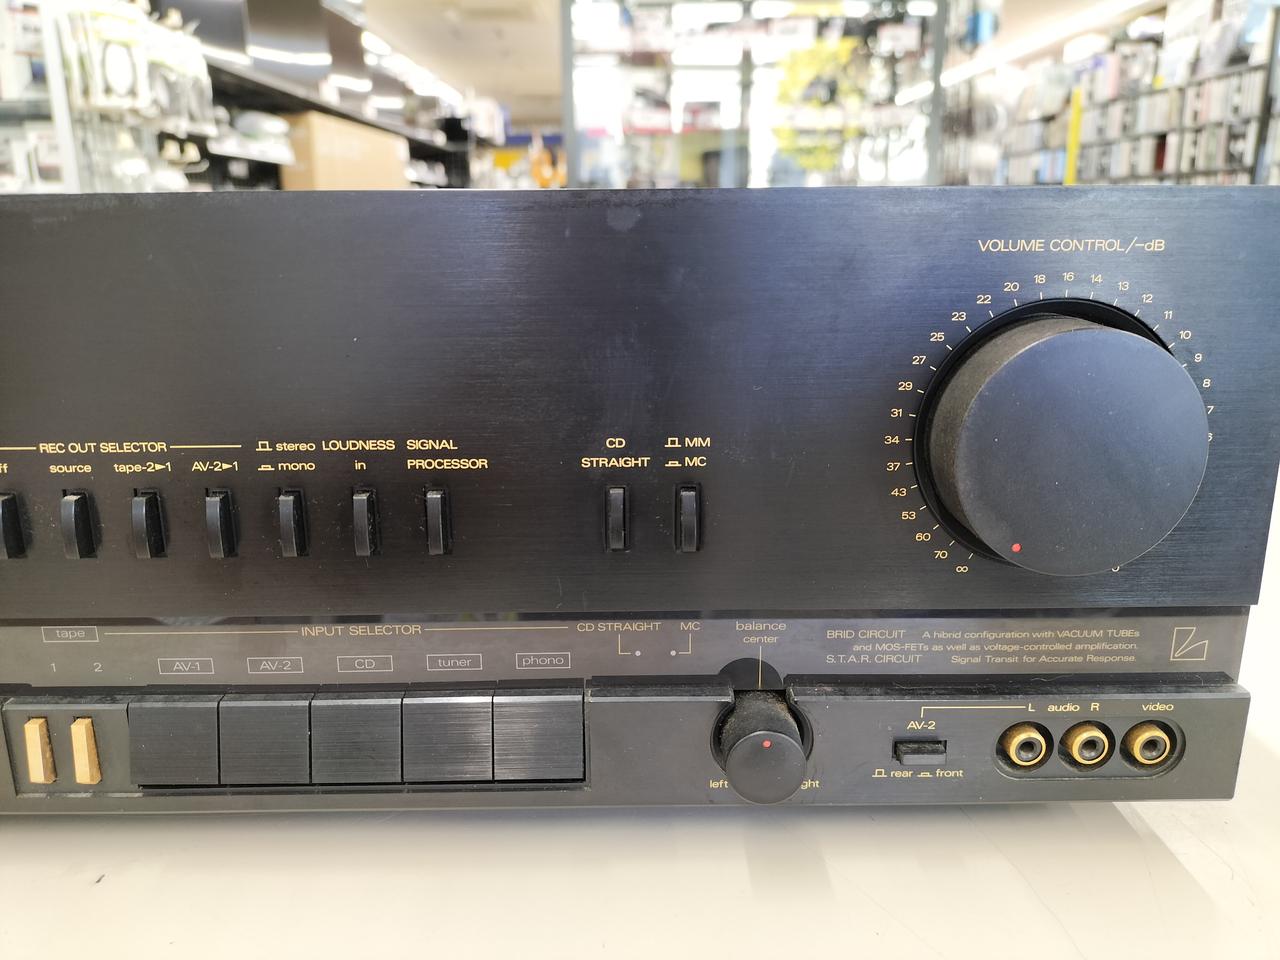 VOLUME CONTROL/-dB
∞ 70 60 53 43 37 34 31 29 27 25 23 22 20 18 16 14 13 12 11 10 9 8 7
REC OUT SELECTOR
source tape-2►1 AV-2►1
stereo
mono
LOUDNESS
in
SIGNAL
PROCESSOR
CD
STRAIGHT
MM
MC
tape INPUT SELECTOR
1 2 AV-1 AV-2 CD tuner phono
CD STRAIGHT MC
balance
center
left
BRID CIRCUIT A hibrid configuration with VACUUM TUBEs
and MOS-FETs as well as voltage-controlled amplification.
S.T.A.R. CIRCUIT Signal Transit for Accurate Response.
AV-2
rear front
L audio R video